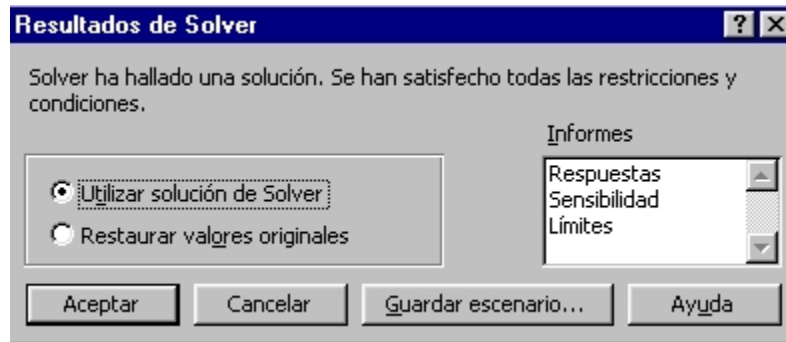 Resultados de Solver
Solver ha hallado una solución. Se han satisfecho todas las restricciones y
condiciones.
Informes
Utilizar solución de Solver
Restaurar valores originales
Respuestas
Sensibilidad
Límites
Aceptar
Cancelar
Guardar escenario...
Ayuda